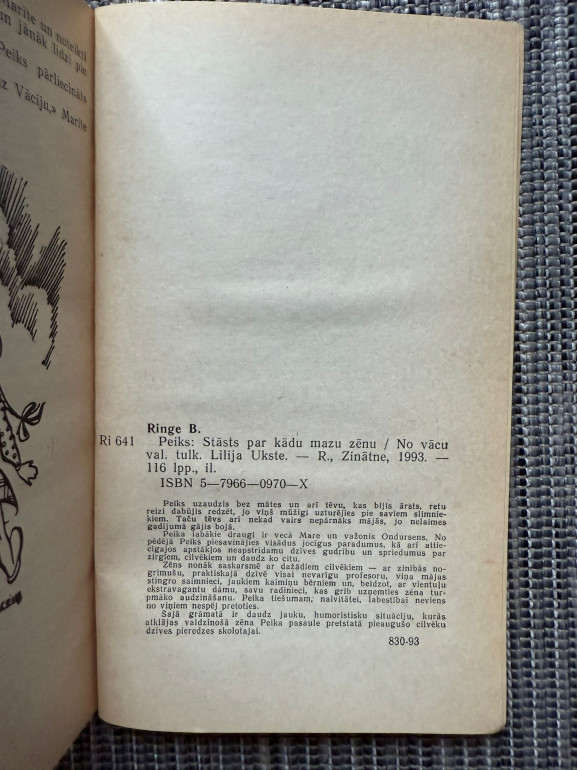 Marite un noteikti
un jānāk līdzi pie
Peiks pārliecināts
uz Vāciju,» Marite
Ringe B.
Ri 641
Peiks: Stāsts par kādu mazu zēnu / No vācu
val. tulk. Lilija Ukste. — R., Zinātne, 1993. —
116 lpp., il.
ISBN 5—7966—0970—X
Peiks uzaudzis bez mātes un arī tēvu, kas bijis ārsts, retu
reizi dabūjis redzēt, jo viņš mūžīgi uzturējies pie saviem slimnie-
kiem. Taču tēvs arī nekad vairs nepārnāks mājās, jo nelaimes
gadījumā gājis bojā.
Peika labākie draugi ir vecā Mare un važonis Ondursens. No
pēdējā Peiks piesavinājies visādus jocīgus paradumus, kā arī attie-
cīgajos apstākļos neapstrīdamu dzīves gudrību un spriedumus par
zirgiem, cilvēkiem un daudz ko citu.
Zēns nonāk saskarsmē ar dažādiem cilvēkiem — ar zinībās no-
grimušu, praktiskajā dzīvē visai nevarīgu profesoru, viņa mājas
stingro saimnieci, jaukiem kaimiņu bērniem un, beidzot, ar vientuļu
ekstravagantu dāmu, savu radinieci, kas grib uzņemties zēna tur-
pmāko audzināšanu. Peika tiešumam, naivitātei, labestībai neviens
no viņiem nespēj pretoties.
Šajā grāmatā ir daudz jauku, humoristisku situāciju, kurās
atklājas valdzinošā zēna Peika pasaule pretstatā pieaugušo cilvēku
dzīves pieredzes skolotajai.
830-93